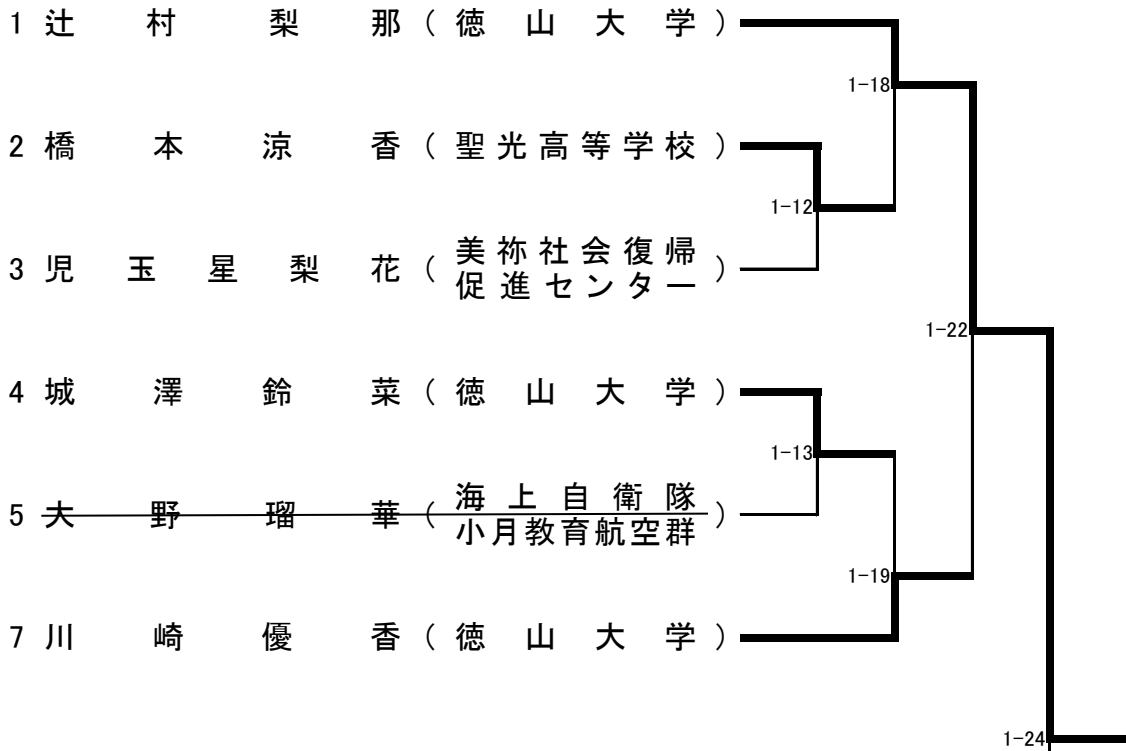 1 辻村梨那(徳山大学)
1-18
2 橋本涼香(聖光高等学校)
1-12
3 児玉星梨花(美祢社会復帰
促進センター)
1-22
4 城澤鈴菜(徳山大学)
1-13
5 大野瑠華(海上自衛隊
小月教育航空群)
1-19
7 川崎優香(徳山大学)
1-24